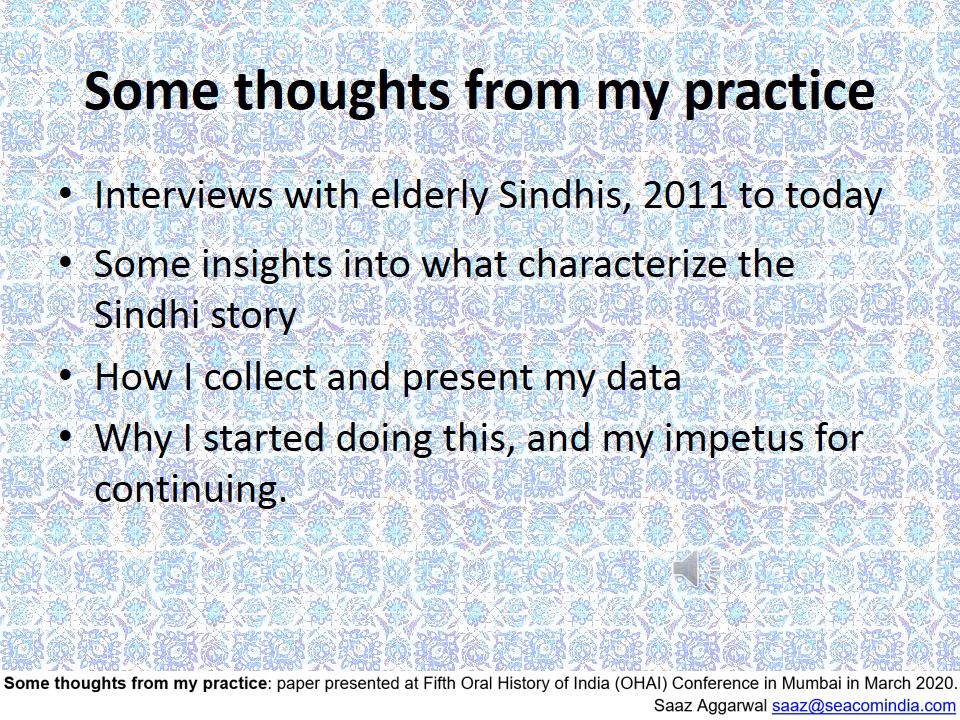 Some thoughts from my practice
• Interviews with elderly Sindhis, 2011 to today
• Some insights into what characterize the
Sindhi story
• How I collect and present my data
• Why I started doing this, and my impetus for
continuing.
Some thoughts from my practice: paper presented at Fifth Oral History of India (OHAI) Conference in Mumbai in March 2020.
Saaz Aggarwal saaz@seacomindia.com